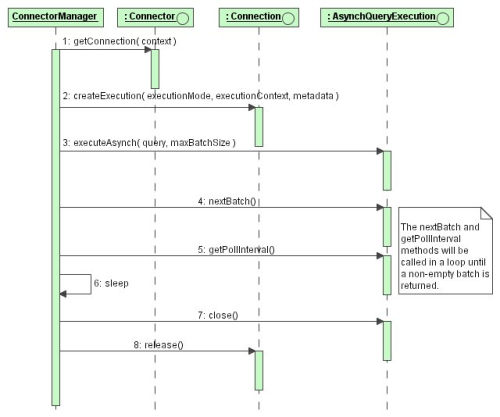 ConnectorManager
: Connector
: Connection
: AsynchQueryExecution
1: getConnection( context )
2: createExecution( executionMode, executionContext, metadata )
3: executeAsynch( query, maxBatchSize )
4: nextBatch()
The nextBatch and
getPollInterval
methods will be
called in a loop until
a non-empty batch is
returned.
5: getPollInterval()
6: sleep
7: close()
8: release()